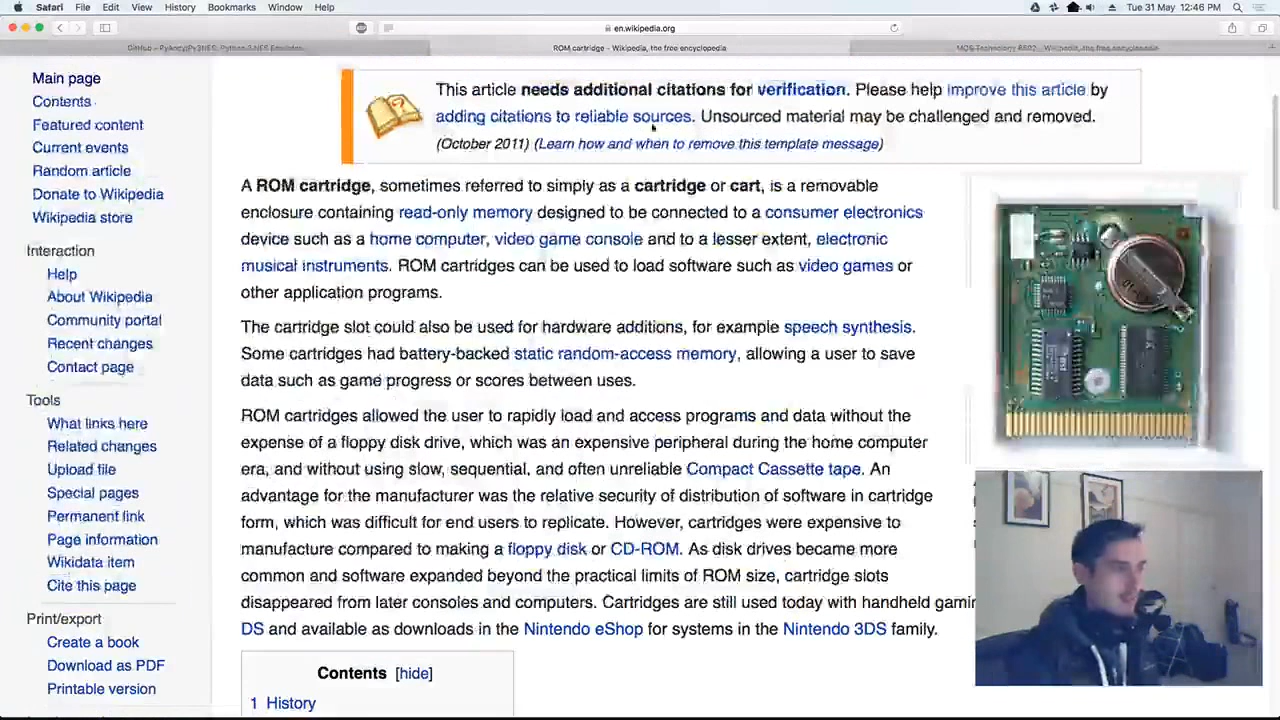 Safari File Edit View History Bookmarks Window Help
Tue 31 May 12:46 PM
en.wikipedia.org
GitHub - PyAndy/Py3NES: Python 3 NES Emulator
ROM cartridge - Wikipedia, the free encyclopedia
MOS Technology 6502 - Wikipedia, the free encyclopedia
Main page
Contents
Featured content
Current events
Random article
Donate to Wikipedia
Wikipedia store
Interaction
Help
About Wikipedia
Community portal
Recent changes
Contact page
Tools
What links here
Related changes
Upload file
Special pages
Permanent link
Page information
Wikidata item
Cite this page
Print/export
Create a book
Download as PDF
Printable version
This article needs additional citations for verification. Please help improve this article by
adding citations to reliable sources. Unsourced material may be challenged and removed.
(October 2011) (Learn how and when to remove this template message)
A ROM cartridge, sometimes referred to simply as a cartridge or cart, is a removable
enclosure containing read-only memory designed to be connected to a consumer electronics
device such as a home computer, video game console and to a lesser extent, electronic
musical instruments. ROM cartridges can be used to load software such as video games or
other application programs.
The cartridge slot could also be used for hardware additions, for example speech synthesis.
Some cartridges had battery-backed static random-access memory, allowing a user to save
data such as game progress or scores between uses.
ROM cartridges allowed the user to rapidly load and access programs and data without the
expense of a floppy disk drive, which was an expensive peripheral during the home computer
era, and without using slow, sequential, and often unreliable Compact Cassette tape. An
advantage for the manufacturer was the relative security of distribution of software in cartridge
form, which was difficult for end users to replicate. However, cartridges were expensive to
manufacture compared to making a floppy disk or CD-ROM. As disk drives became more
common and software expanded beyond the practical limits of ROM size, cartridge slots
disappeared from later consoles and computers. Cartridges are still used today with handheld gamin
DS and available as downloads in the Nintendo eShop for systems in the Nintendo 3DS family.
Contents [hide]
1 History